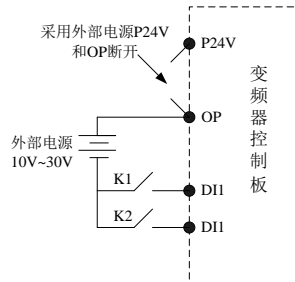 采用外部电源P24V
和OP断开
P24V
OP
外部电源
10V~30V
K1
DI1
K2
DI1
变频器控制板